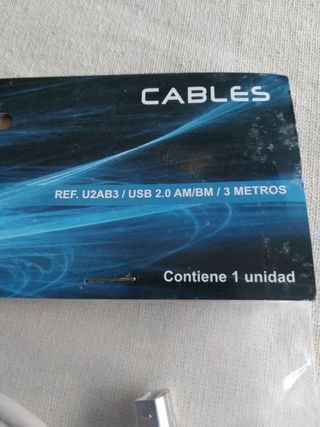 CABLES
REF. U2AB3 / USB 2.0 AM/BM / 3 METROS
Contiene 1 unidad